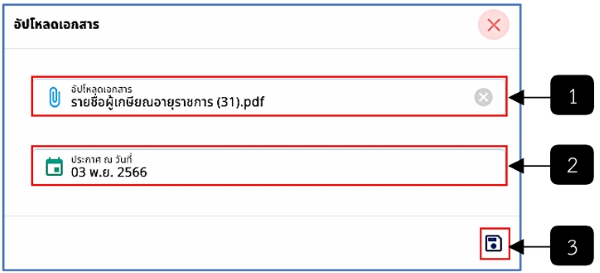 อัปโหลดเอกสาร
อัปโหลดเอกสาร
รายชื่อผู้เกษียณอายุราชการ (31).pdf
1
ประกาศ ณ วันที่
03 พ.ย. 2566
2
3